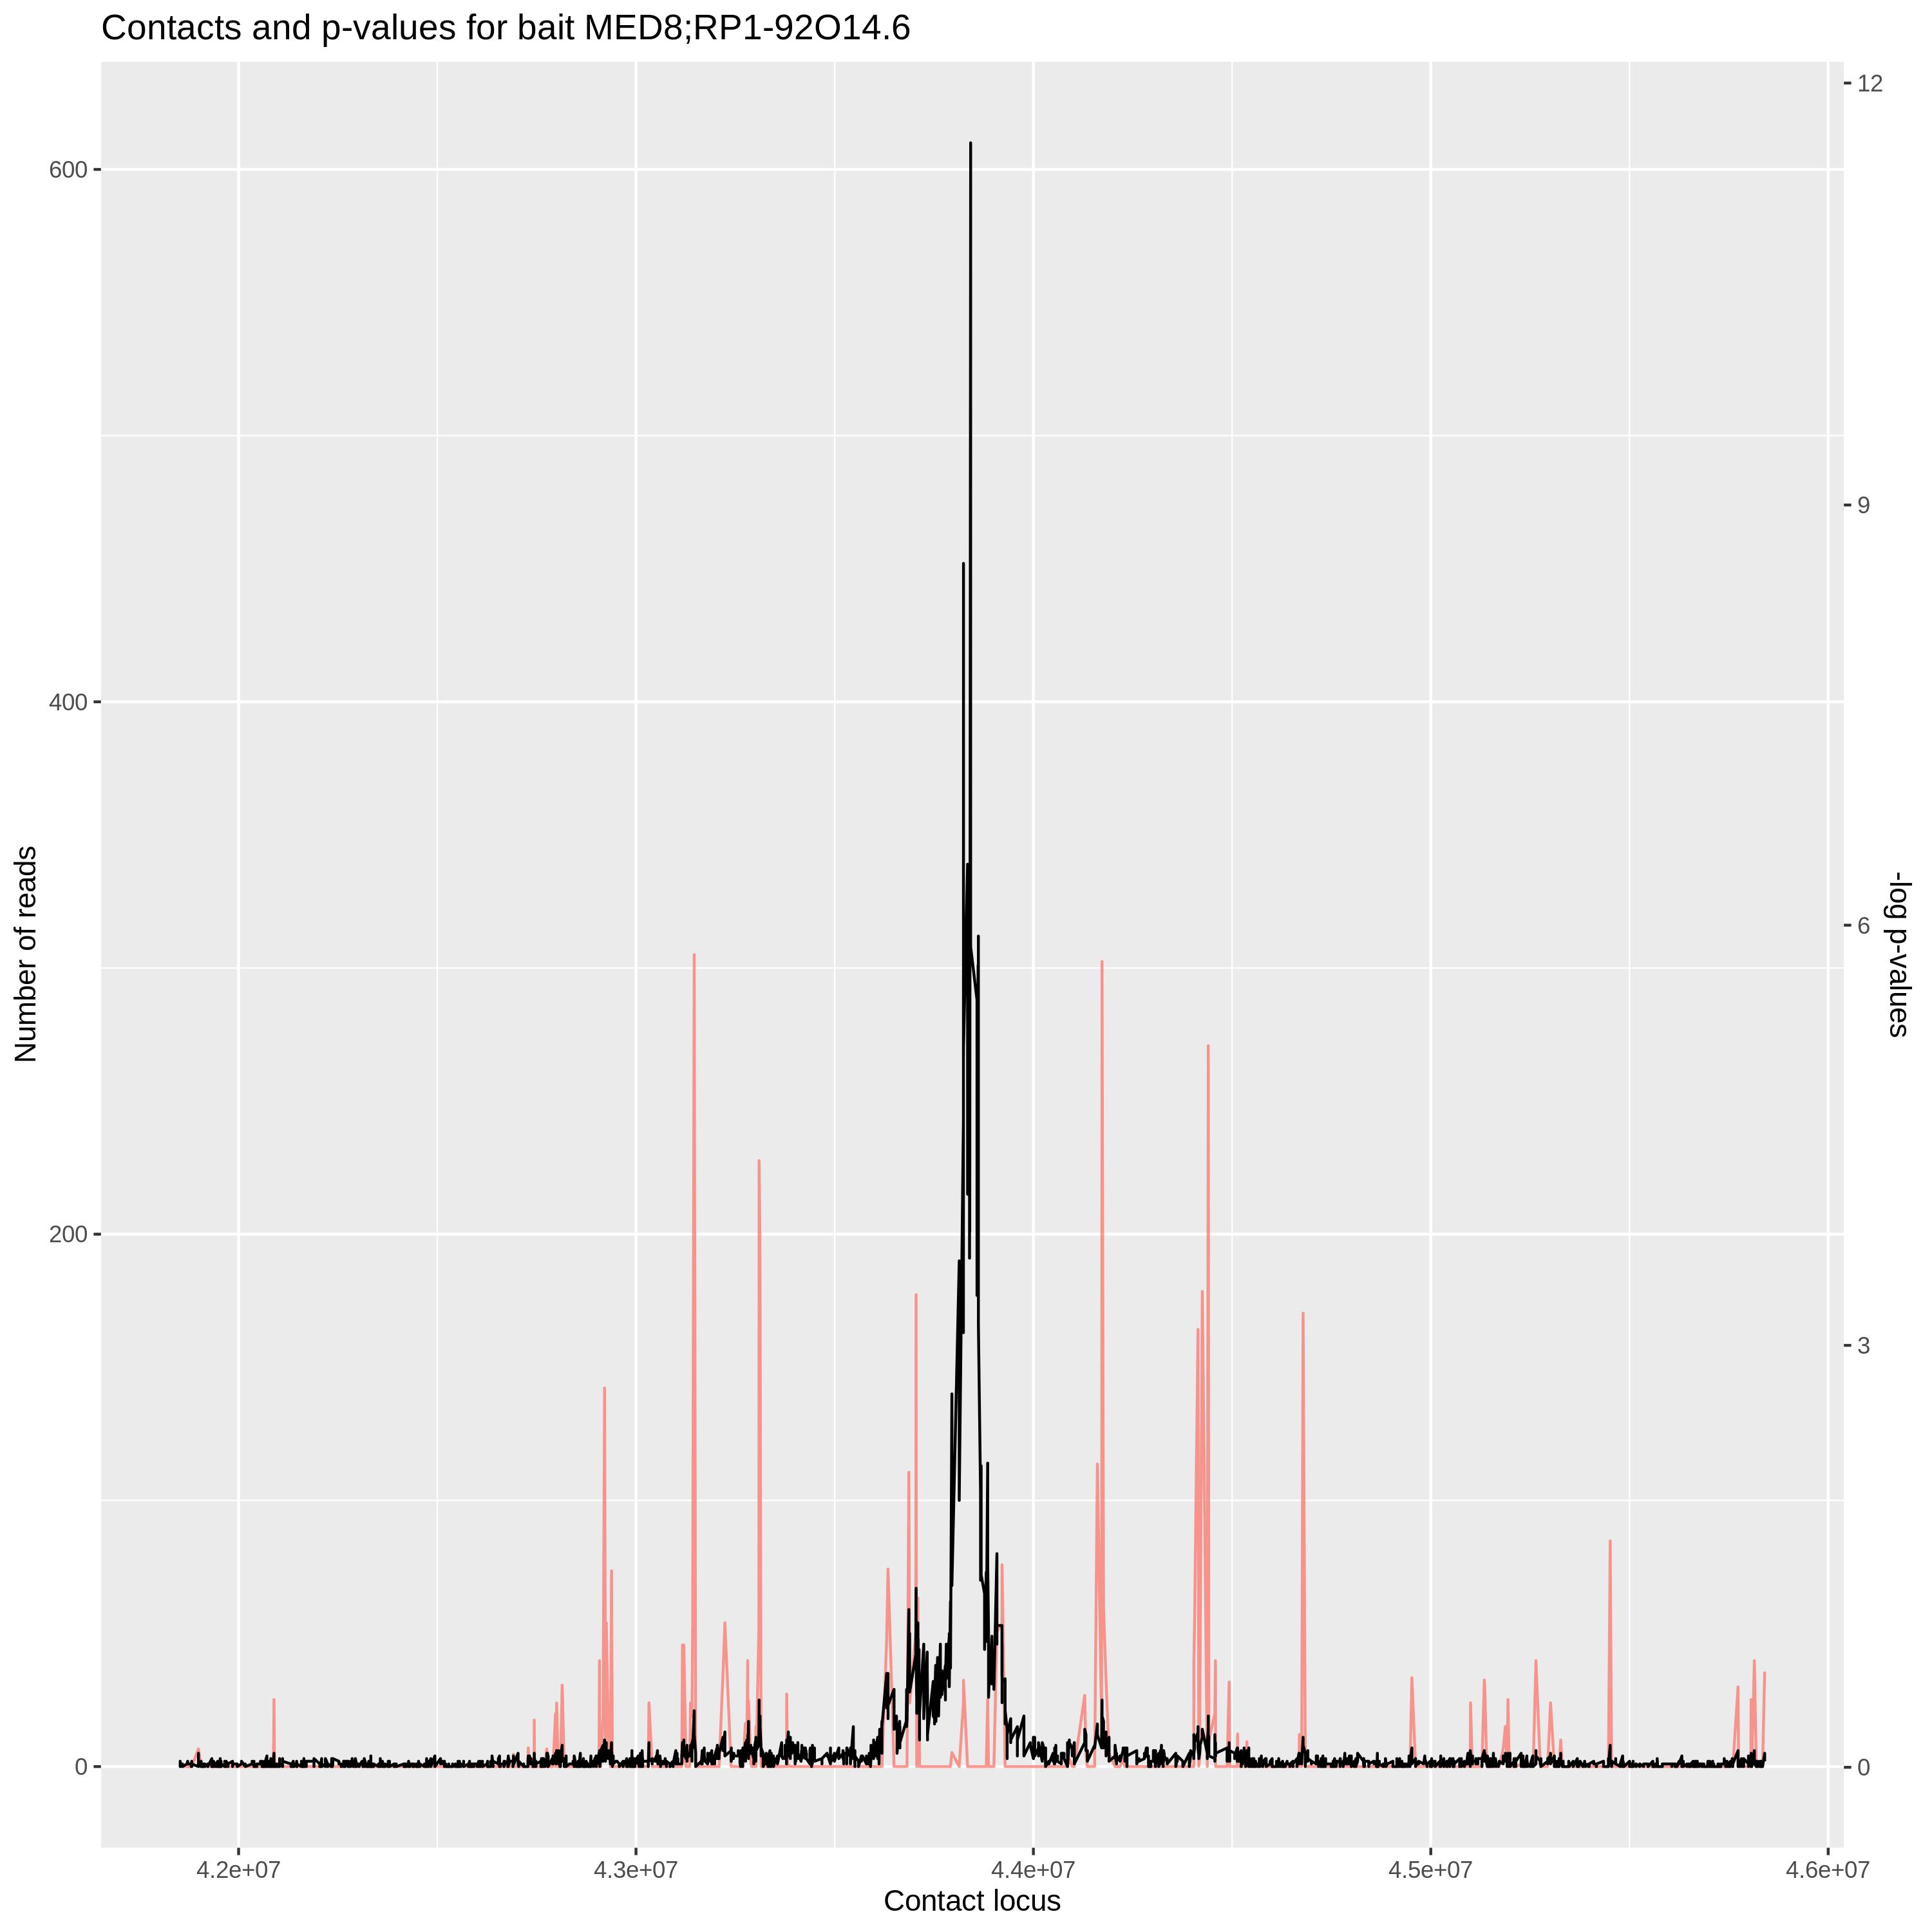 Contacts and p-values for bait MED8;RP1-92O14.6
600
400
200
0
12
9
6
3
0
Number of reads
-log p-values
4.2e+07
4.3e+07
4.4e+07
4.5e+07
4.6e+07
Contact locus